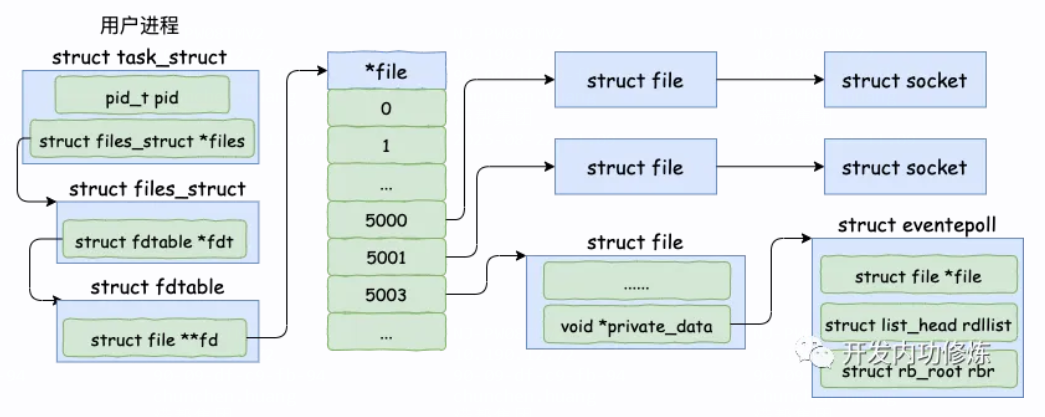 用户进程
struct task_struct
pid_t pid
struct files_struct *files
struct files_struct
struct fdtable *fdt
struct fdtable
struct file **fd
*file
0
1
...
5000
5001
5003
...
struct file
struct socket
struct file
struct socket
struct file
......
void *private_data
struct eventepoll
struct file *file
struct list_head rdllist
struct rb_root rbr
开发内功修炼